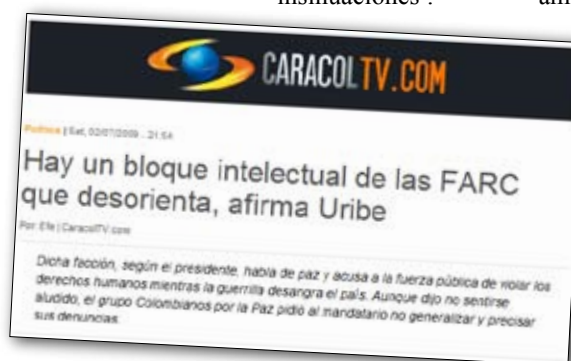 insinuaciones".
CARACOLTV.COM
Política | Sat, 02/07/2009 - 21:54
Hay un bloque intelectual de las FARC
que desorienta, afirma Uribe
Por: Efe | CaracolTV.com
Dicha facción, según el presidente, habla de paz y acusa a la fuerza pública de violar los
derechos humanos mientras la guerrilla desangra el país. Aunque dijo no sentirse
aludido, el grupo Colombianos por la Paz pidió al mandatario no generalizar y precisar
sus denuncias.